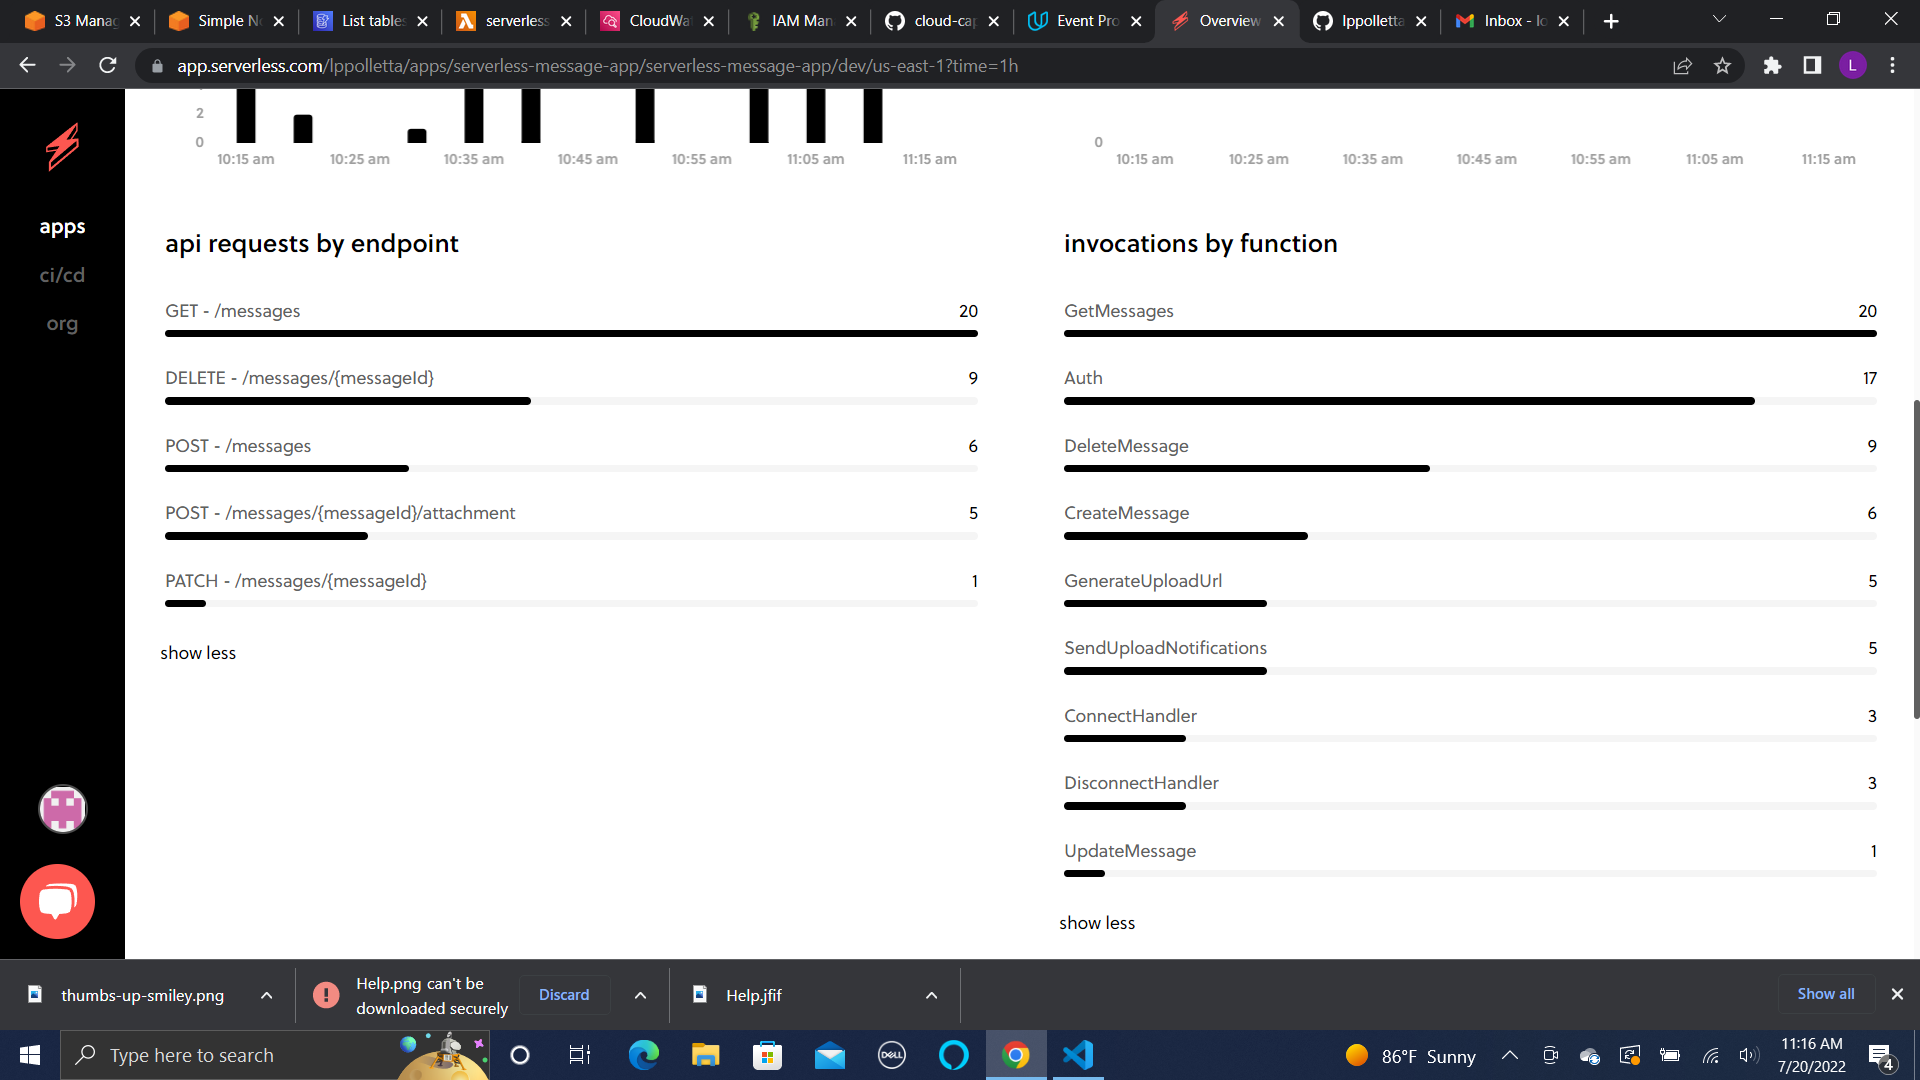 S3 Manag
Simple No
List tables
serverless
CloudWat
IAM Mana
cloud-cap
Event Pro
Overview
lppolletta
Inbox - lo
app.serverless.com/lppolletta/apps/serverless-message-app/serverless-message-app/dev/us-east-1?time=1h
L
2
0
10:15 am 10:25 am 10:35 am 10:45 am 10:55 am 11:05 am 11:15 am
0
10:15 am 10:25 am 10:35 am 10:45 am 10:55 am 11:05 am 11:15 am
apps
ci/cd
org
api requests by endpoint
GET - /messages 20
DELETE - /messages/{messageId} 9
POST - /messages 6
POST - /messages/{messageId}/attachment 5
PATCH - /messages/{messageId} 1
show less
invocations by function
GetMessages 20
Auth 17
DeleteMessage 9
CreateMessage 6
GenerateUploadUrl 5
SendUploadNotifications 5
ConnectHandler 3
DisconnectHandler 3
UpdateMessage 1
show less
thumbs-up-smiley.png
Help.png can't be
downloaded securely
Discard
Help.jfif
Show all
Type here to search
DELL
86°F Sunny
11:16 AM
7/20/2022
4